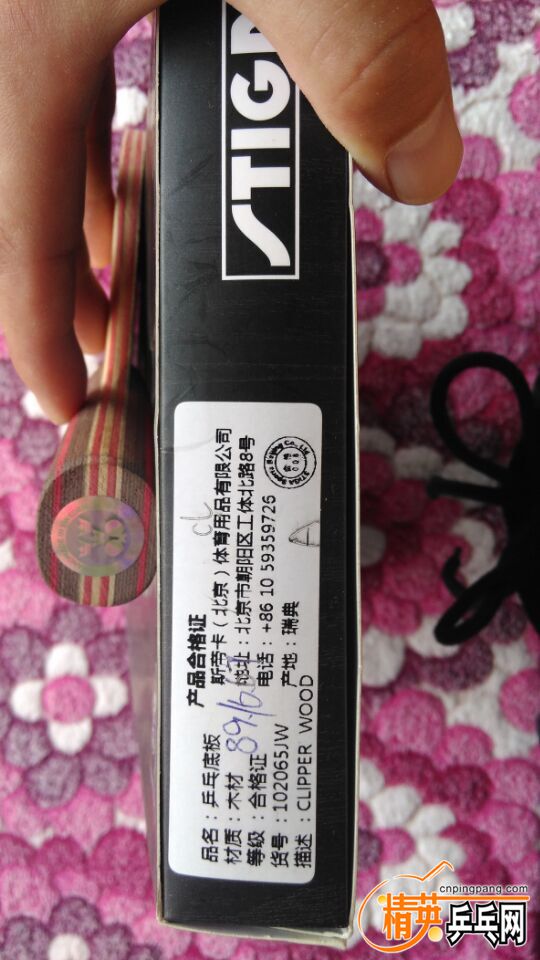 STIGA
产品合格证
品名：乒乓底板
斯帝卡（北京）体育用品有限公司
材质：木材
地址：北京市朝阳区工体北路8号
等级：合格证
电话：+86 10 59359726
货号：102065JW
产地：瑞典
描述：CLIPPER WOOD
CL
cnpingpang.com
精英乒乓网